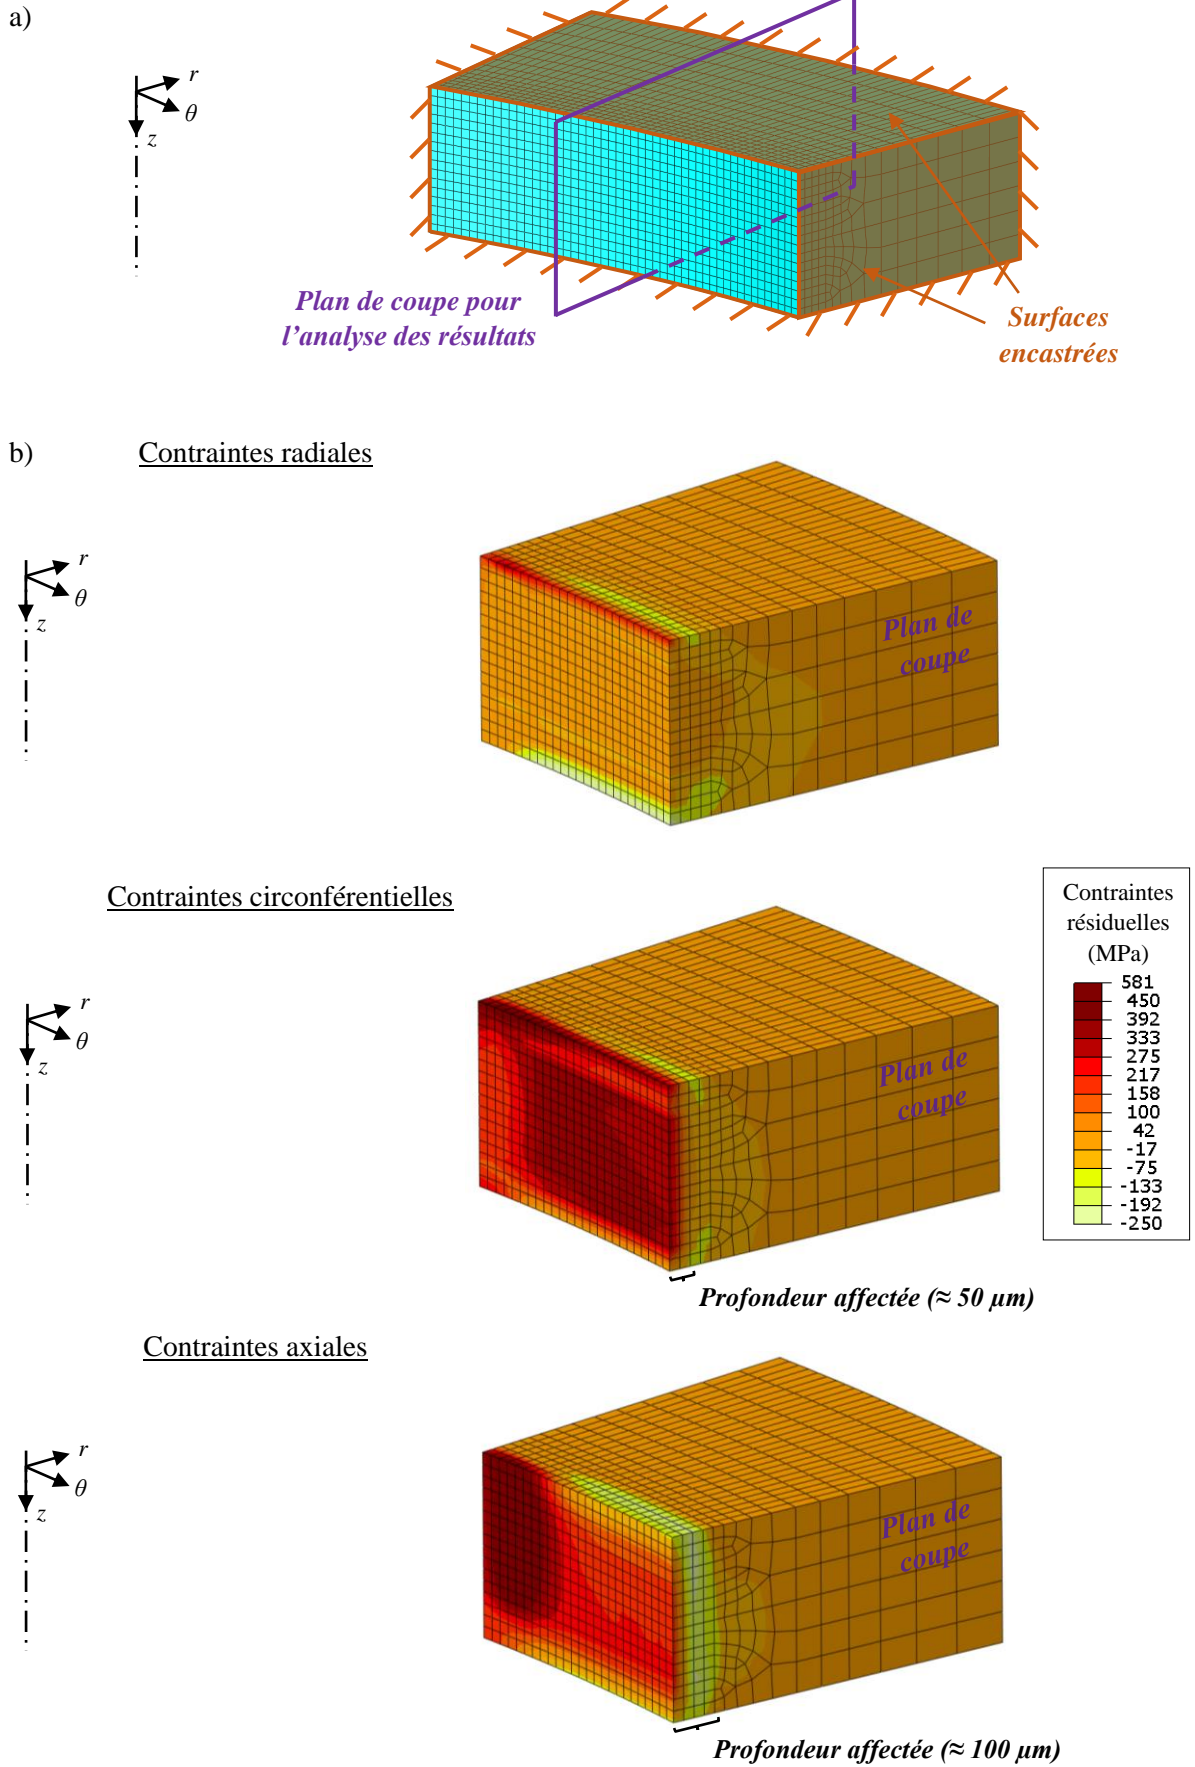 a)
r
θ
z
Plan de coupe pour
l'analyse des résultats
Surfaces
encastrées
b)
Contraintes radiales
r
θ
z
Plan de
coupe
Contraintes circonférentielles
r
θ
z
Plan de
coupe
Contraintes
résiduelles
(MPa)
581
450
392
333
275
217
158
100
42
-17
-75
-133
-192
-250
Profondeur affectée (≈ 50 µm)
Contraintes axiales
r
θ
z
Plan de
coupe
Profondeur affectée (≈ 100 µm)